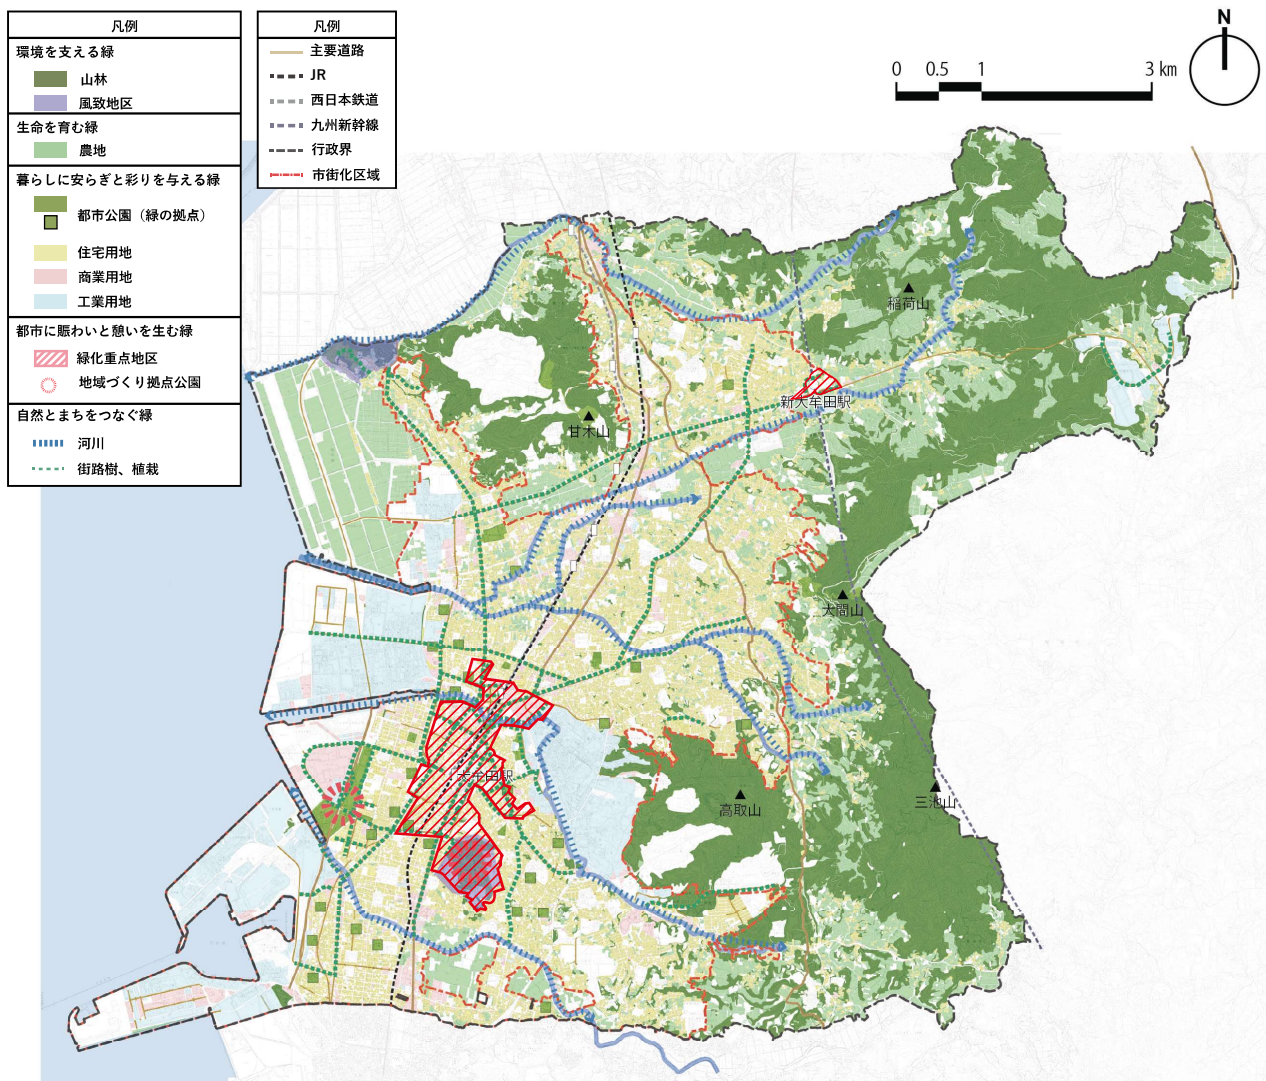 凡例
環境を支える緑
山林
風致地区
生命を育む緑
農地
暮らしに安らぎと彩りを与える緑
都市公園（緑の拠点）
住宅用地
商業用地
工業用地
都市に賑わいと憩いを生む緑
緑化重点地区
地域づくり拠点公園
自然とまちをつなぐ緑
河川
街路樹、植栽
凡例
主要道路
JR
西日本鉄道
九州新幹線
行政界
市街化区域
0 0.5 1 3 km
N
稲荷山
新大牟田駅
甘木山
大間山
大牟田駅
高取山
三池山